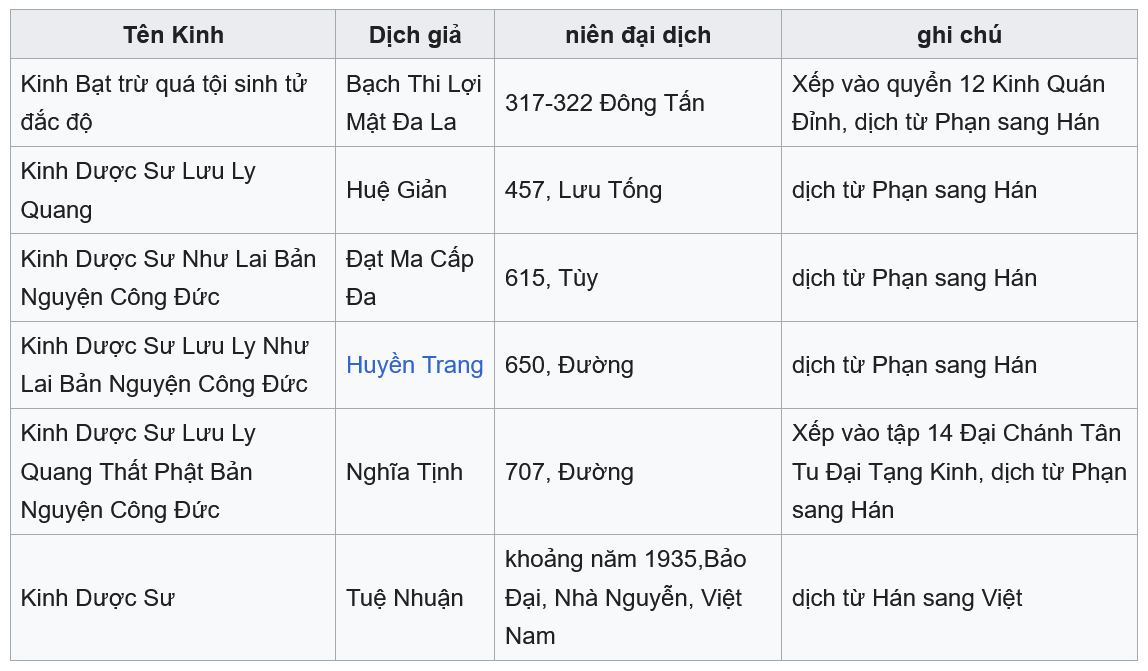 Tên Kinh
Dịch giả
niên đại dịch
ghi chú
Kinh Bạt trừ quá tội sinh tử
đắc độ
Bạch Thi Lợi
Mật Đa La
317-322 Đông Tấn
Xếp vào quyển 12 Kinh Quán
Đỉnh, dịch từ Phạn sang Hán
Kinh Dược Sư Lưu Ly
Quang
Huệ Giản
457, Lưu Tống
dịch từ Phạn sang Hán
Kinh Dược Sư Như Lai Bản
Nguyện Công Đức
Đạt Ma Cấp
Đa
615, Tùy
dịch từ Phạn sang Hán
Kinh Dược Sư Lưu Ly Như
Lai Bản Nguyện Công Đức
Huyền Trang
650, Đường
dịch từ Phạn sang Hán
Kinh Dược Sư Lưu Ly
Quang Thất Phật Bản
Nguyện Công Đức
Nghĩa Tịnh
707, Đường
Xếp vào tập 14 Đại Chánh Tân
Tu Đại Tạng Kinh, dịch từ Phạn
sang Hán
Kinh Dược Sư
Tuệ Nhuận
khoảng năm 1935,Bảo
Đại, Nhà Nguyễn, Việt
Nam
dịch từ Hán sang Việt